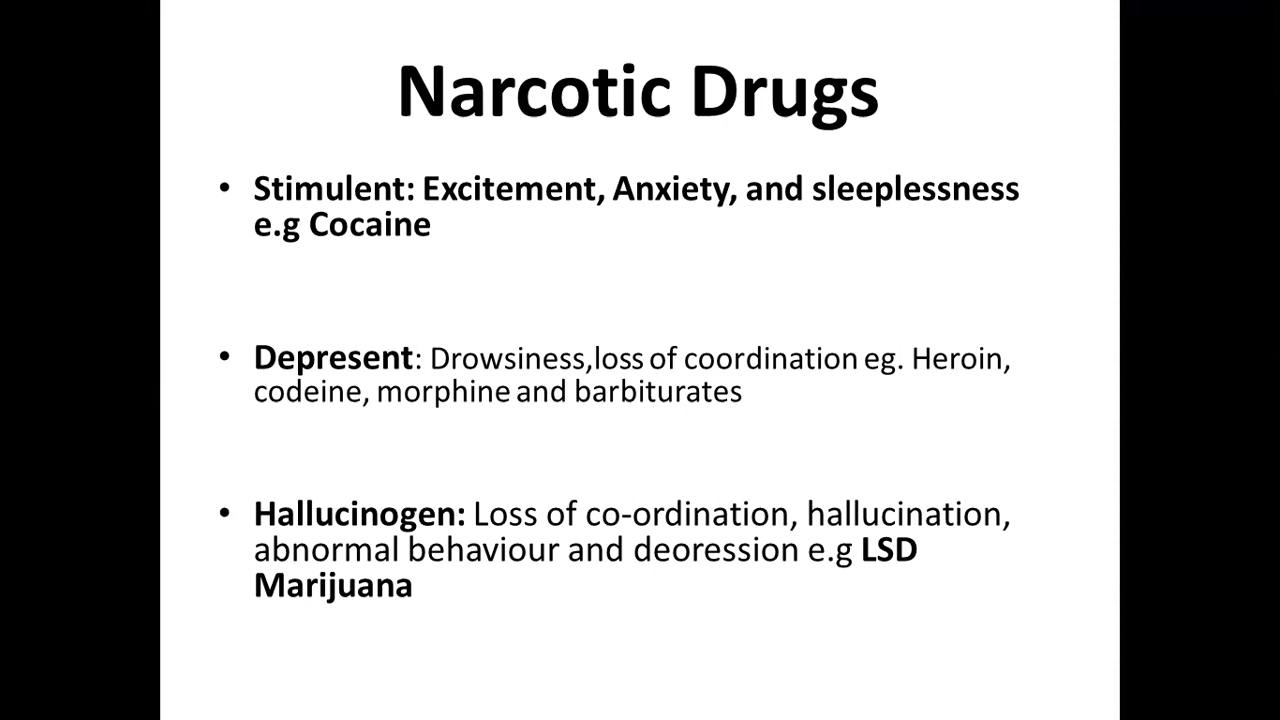 Narcotic Drugs
• Stimulent: Excitement, Anxiety, and sleeplessness
e.g Cocaine
• Depresent: Drowsiness,loss of coordination eg. Heroin,
codeine, morphine and barbiturates
• Hallucinogen: Loss of co-ordination, hallucination,
abnormal behaviour and deoression e.g LSD
Marijuana